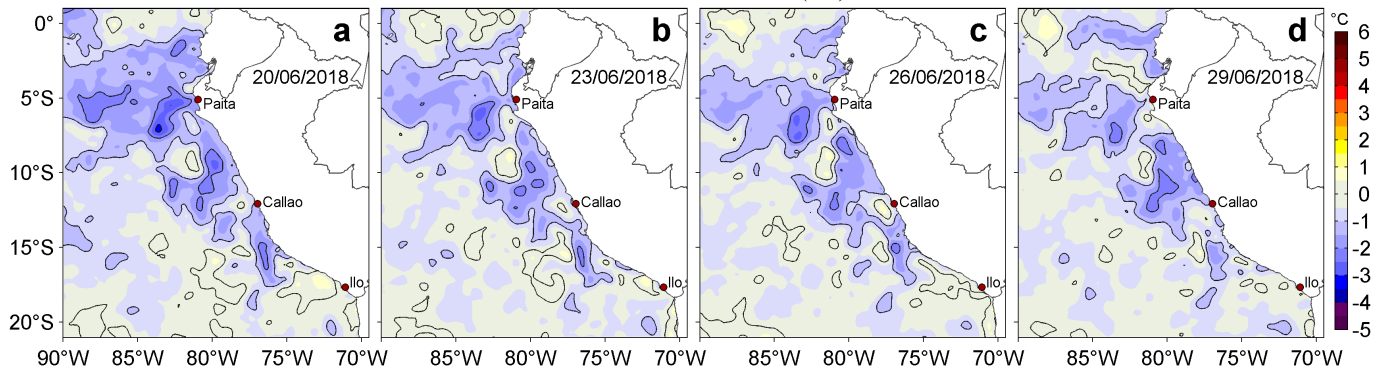 a
b
c
d
°C
20/06/2018
23/06/2018
26/06/2018
29/06/2018
Paita
Paita
Paita
Paita
Callao
Callao
Callao
Callao
Ilo
Ilo
Ilo
Ilo
0°
5°S
10°S
15°S
20°S
90°W
85°W
80°W
75°W
70°W
85°W
80°W
75°W
70°W
85°W
80°W
75°W
70°W
85°W
80°W
75°W
70°W
6
5
4
3
2
1
0
-1
-2
-3
-4
-5